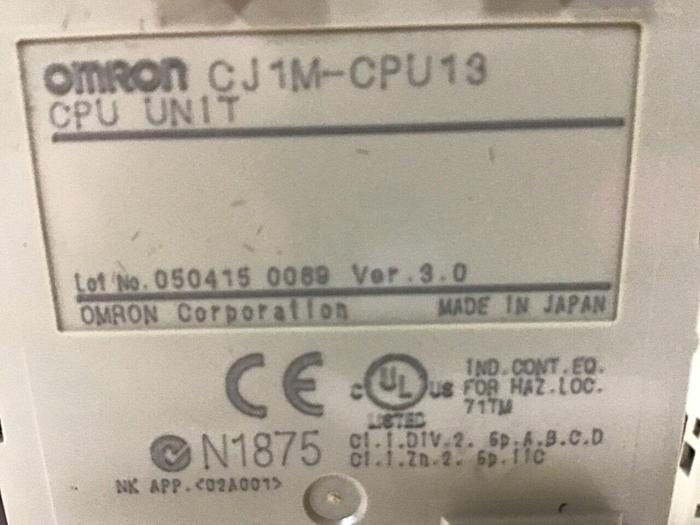 OMRON CJ1M-CPU13
CPU UNIT
Lot No. 050415 0089 Ver.3.0
OMRON Corporation MADE IN JAPAN
CE c UL US LISTED
IND.CONT.EQ.
FOR HAZ.LOC.
71TM
N1875
Cl.I.DIV.2. Gp.A.B.C.D
Cl.I.Zn.2. Gp.IIC
NK APP.<02A001>